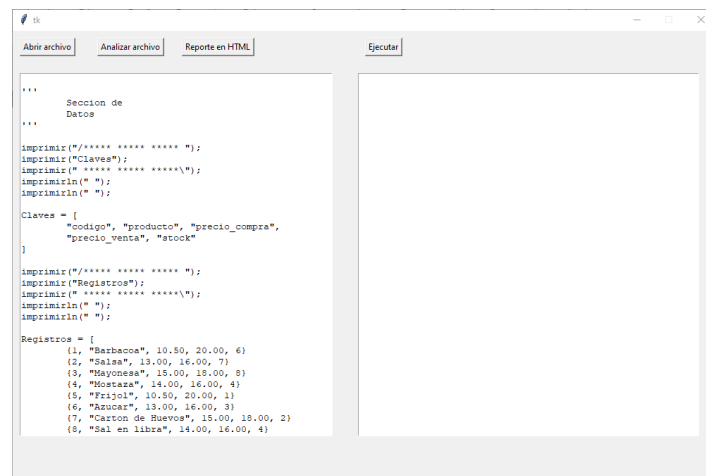 tk
Abrir archivo Analizar archivo Reporte en HTML Ejecutar
'''
Seccion de
Datos
'''
imprimir("/***** ***** ***** ");
imprimir("Claves");
imprimir(" ***** ***** *****\");
imprimirln(" ");
imprimirln(" ");
Claves = [
"codigo", "producto", "precio_compra",
"precio_venta", "stock"
]
imprimir("/***** ***** ***** ");
imprimir("Registros");
imprimir(" ***** ***** *****\");
imprimirln(" ");
imprimirln(" ");
Registros = [
{1, "Barbacoa", 10.50, 20.00, 6}
{2, "Salsa", 13.00, 16.00, 7}
{3, "Mayonesa", 15.00, 18.00, 8}
{4, "Mostaza", 14.00, 16.00, 4}
{5, "Frijol", 10.50, 20.00, 1}
{6, "Azucar", 13.00, 16.00, 3}
{7, "Carton de Huevos", 15.00, 18.00, 2}
{8, "Sal en libra", 14.00, 16.00, 4}